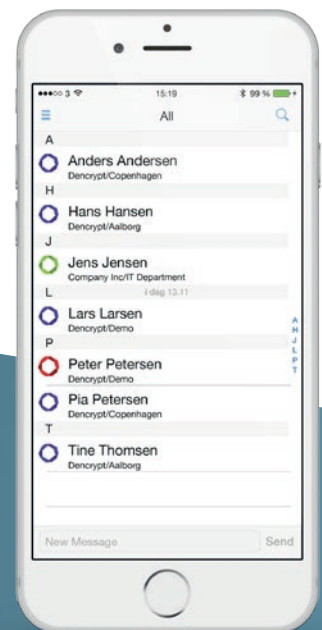 3 15:19 99 %
All
A
Anders Andersen
Dencrypt/Copenhagen
H
Hans Hansen
Dencrypt/Aalborg
J
Jens Jensen
Company Inc/IT Department
L i dag 13.11
Lars Larsen
Dencrypt/Demo
P
Peter Petersen
Dencrypt/Demo
Pia Petersen
Dencrypt/Copenhagen
T
Tine Thomsen
Dencrypt/Aalborg
A
H
J
L
P
T
New Message Send